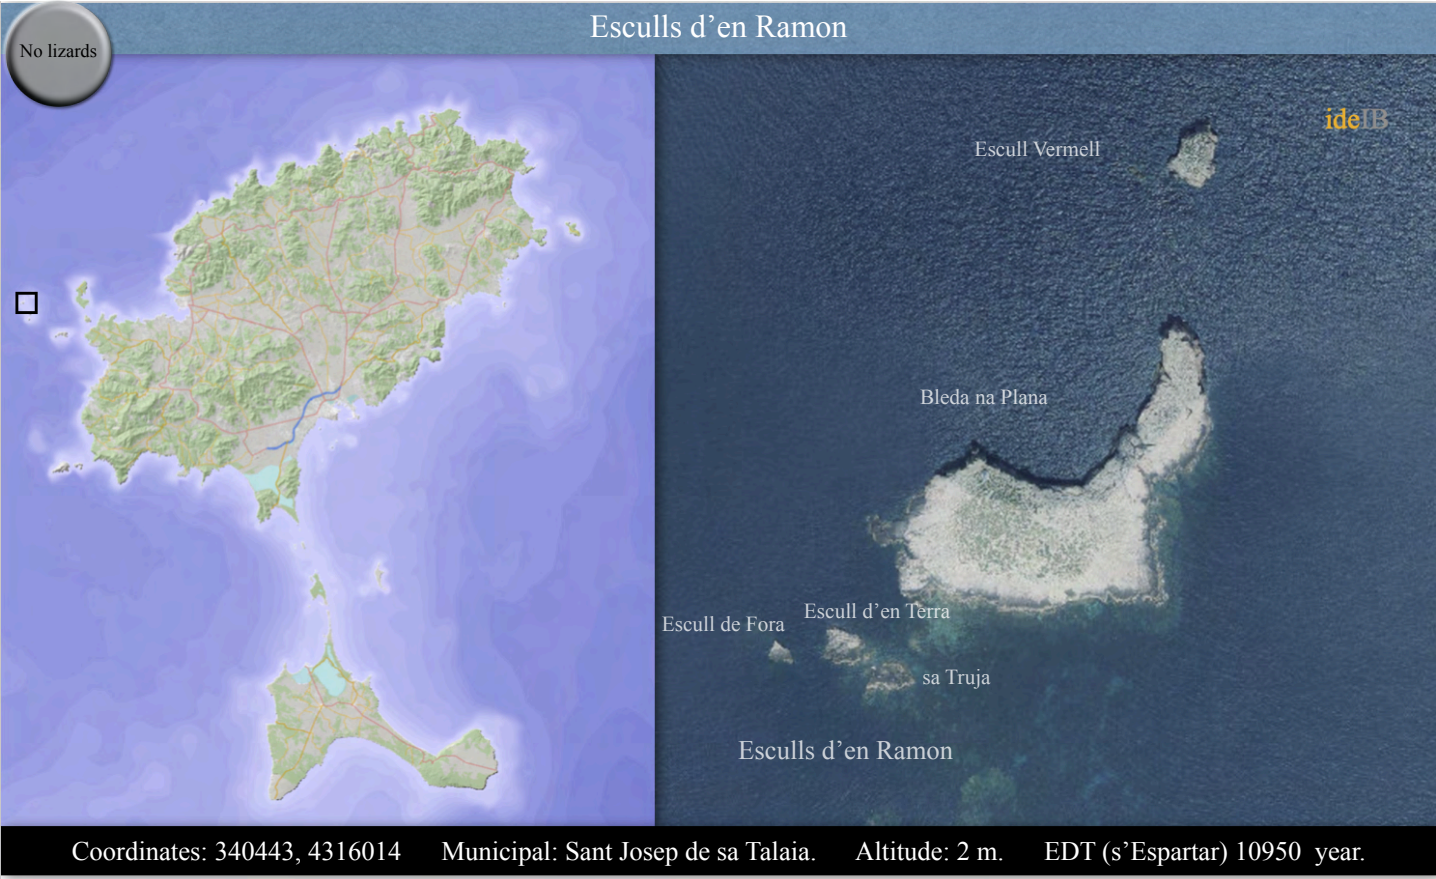 Esculls d’en Ramon
No lizards
ideIB
Escull Vermell
Bleda na Plana
Escull d’en Terra
Escull de Fora
sa Truja
Esculls d’en Ramon
Coordinates: 340443, 4316014 Municipal: Sant Josep de sa Talaia. Altitude: 2 m. EDT (s’Espartar) 10950 year.